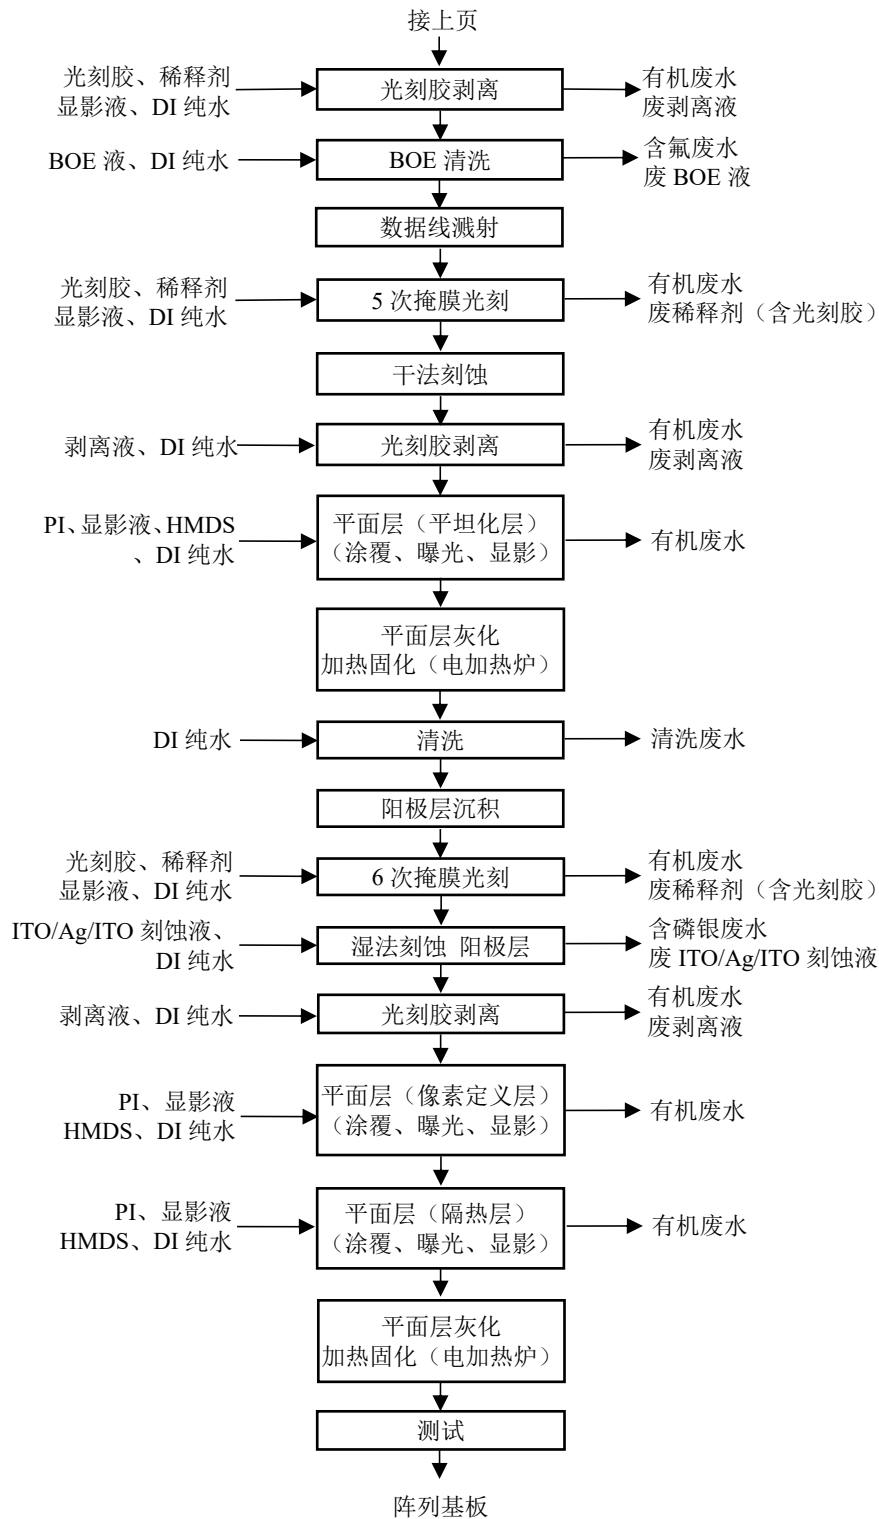 接上页
光刻胶、稀释剂
显影液、DI 纯水
光刻胶剥离
有机废水
废剥离液
BOE 液、DI 纯水
BOE 清洗
含氟废水
废 BOE 液
数据线溅射
光刻胶、稀释剂
显影液、DI 纯水
5 次掩膜光刻
有机废水
废稀释剂（含光刻胶）
干法刻蚀
剥离液、DI 纯水
光刻胶剥离
有机废水
废剥离液
PI、显影液、HMDS
、DI 纯水
平面层（平坦化层）
（涂覆、曝光、显影）
有机废水
平面层灰化
加热固化（电加热炉）
DI 纯水
清洗
清洗废水
阳极层沉积
光刻胶、稀释剂
显影液、DI 纯水
6 次掩膜光刻
有机废水
废稀释剂（含光刻胶）
ITO/Ag/ITO 刻蚀液、
DI 纯水
湿法刻蚀 阳极层
含磷银废水
废 ITO/Ag/ITO 刻蚀液
剥离液、DI 纯水
光刻胶剥离
有机废水
废剥离液
PI、显影液
HMDS、DI 纯水
平面层（像素定义层）
（涂覆、曝光、显影）
有机废水
PI、显影液
HMDS、DI 纯水
平面层（隔热层）
（涂覆、曝光、显影）
有机废水
平面层灰化
加热固化（电加热炉）
测试
阵列基板